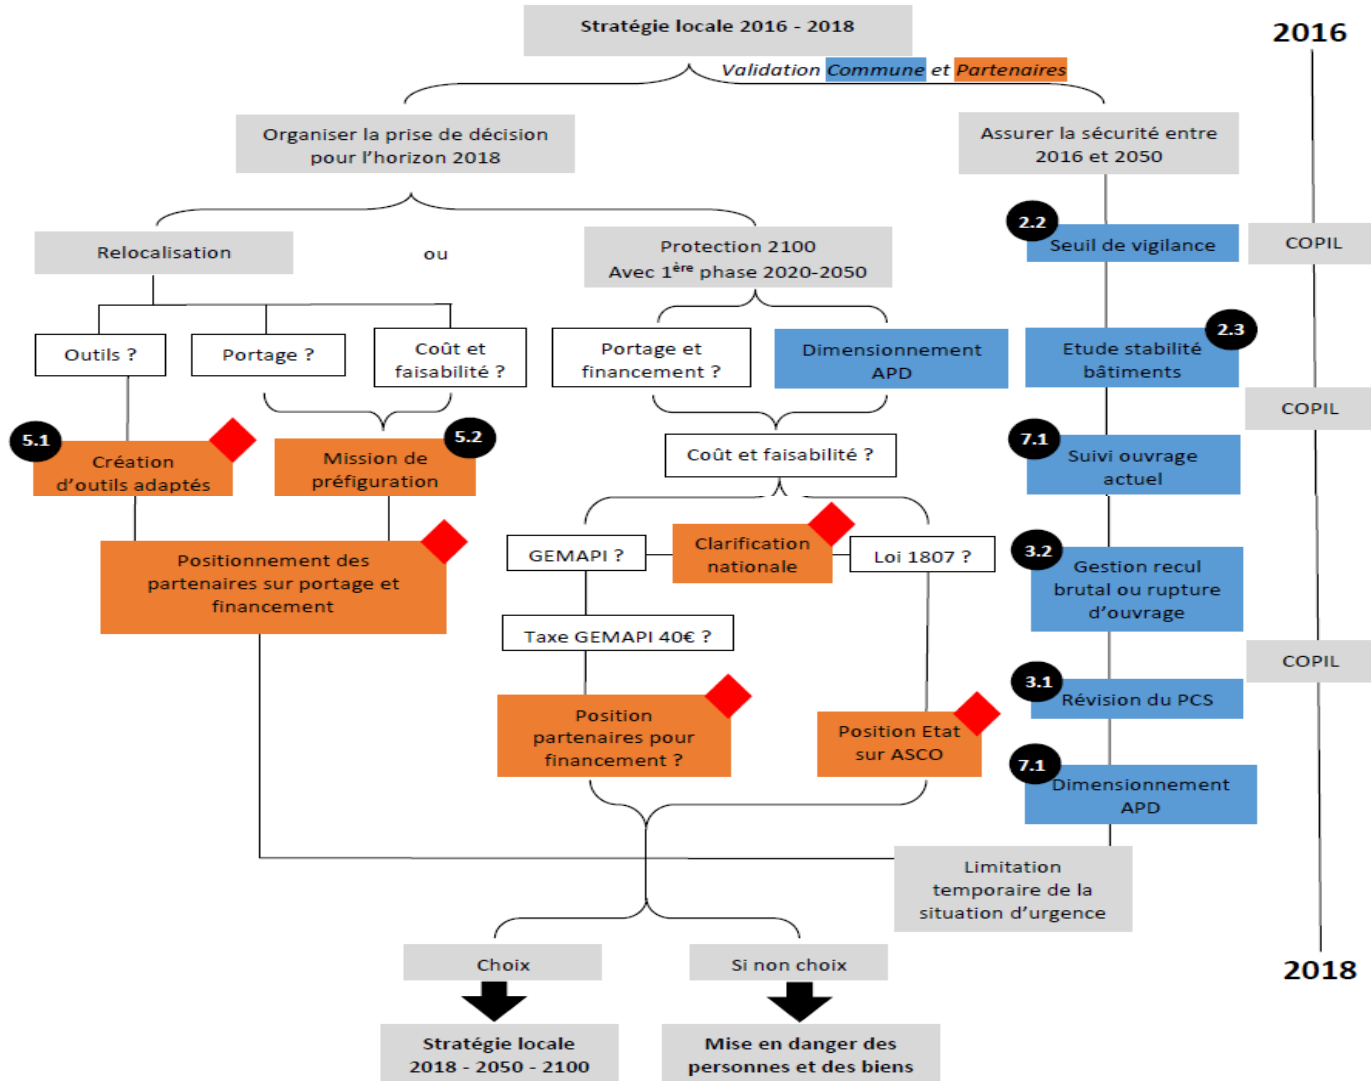 Stratégie locale 2016 - 2018
2016
Validation Commune et Partenaires
Organiser la prise de décision
pour l'horizon 2018
Assurer la sécurité entre
2016 et 2050
Relocalisation
ou
Protection 2100
Avec 1ère phase 2020-2050
2.2
Seuil de vigilance
COPIL
Outils ?
Portage ?
Coût et
faisabilité ?
Portage et
financement ?
Dimensionnement
APD
2.3
Etude stabilité
bâtiments
COPIL
5.1
Création
d'outils adaptés
5.2
Mission de
préfiguration
Coût et faisabilité ?
7.1
Suivi ouvrage
actuel
Positionnement des
partenaires sur portage et
financement
GEMAPI ?
Clarification
nationale
Loi 1807 ?
3.2
Gestion recul
brutal ou rupture
d'ouvrage
Taxe GEMAPI 40€ ?
COPIL
3.1
Révision du PCS
Position
partenaires pour
financement ?
Position Etat
sur ASCO
7.1
Dimensionnement
APD
Limitation
temporaire de la
situation d'urgence
Choix
Si non choix
2018
Stratégie locale
2018 - 2050 - 2100
Mise en danger des
personnes et des biens